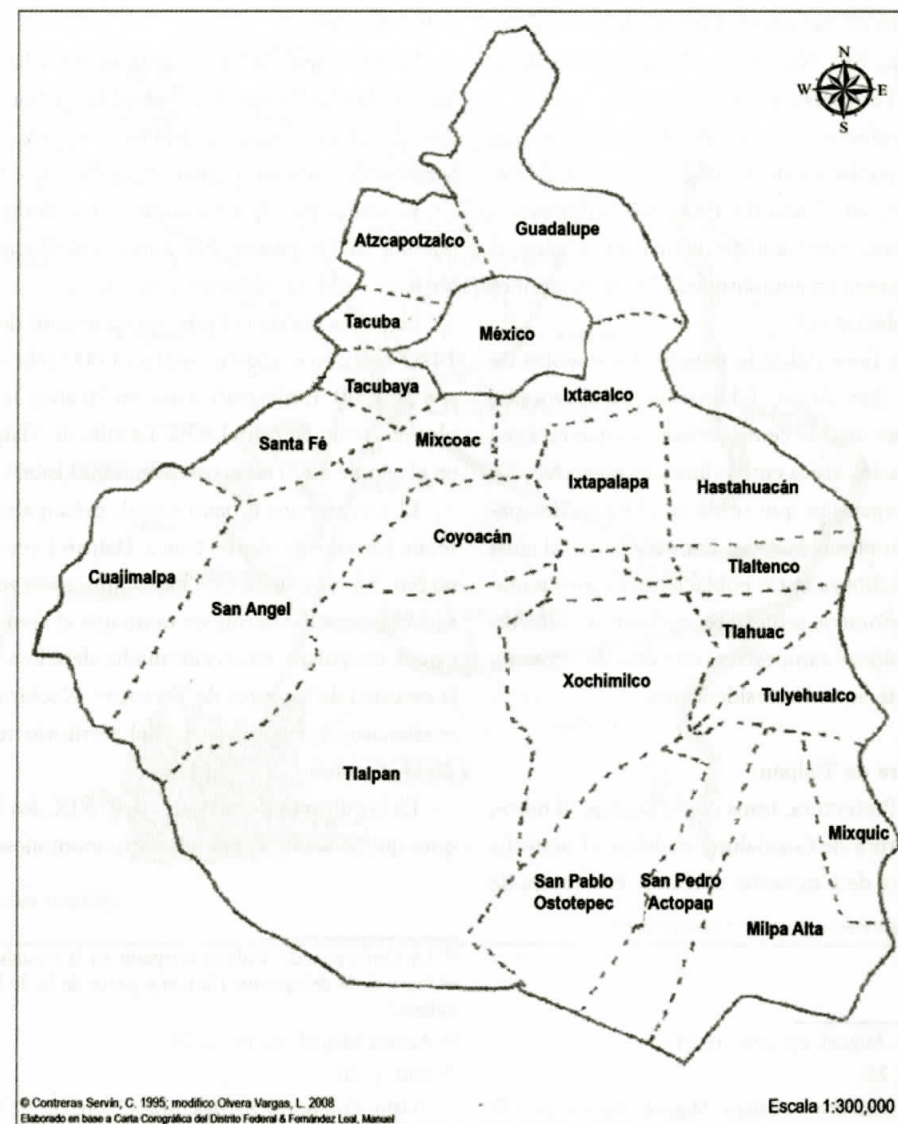 N
W E
S
Guadalupe
Atzcapotzalco
Tacuba
México
Tacubaya
Ixtacalco
Santa Fé
Mixcoac
Ixtapalapa
Hastahuacán
Coyoacán
Tlaltenco
Cuajimalpa
San Angel
Tlahuac
Xochimilco
Tulyehualco
Tlalpan
Mixquic
San Pablo
Ostotepec
San Pedro
Actopan
Milpa Alta
© Contreras Servín, C. 1995; modifico Olvera Vargas, L. 2008
Elaborado en base a Carta Corográfica del Distrito Federal & Fernández Leal, Manuel
Escala 1:300,000